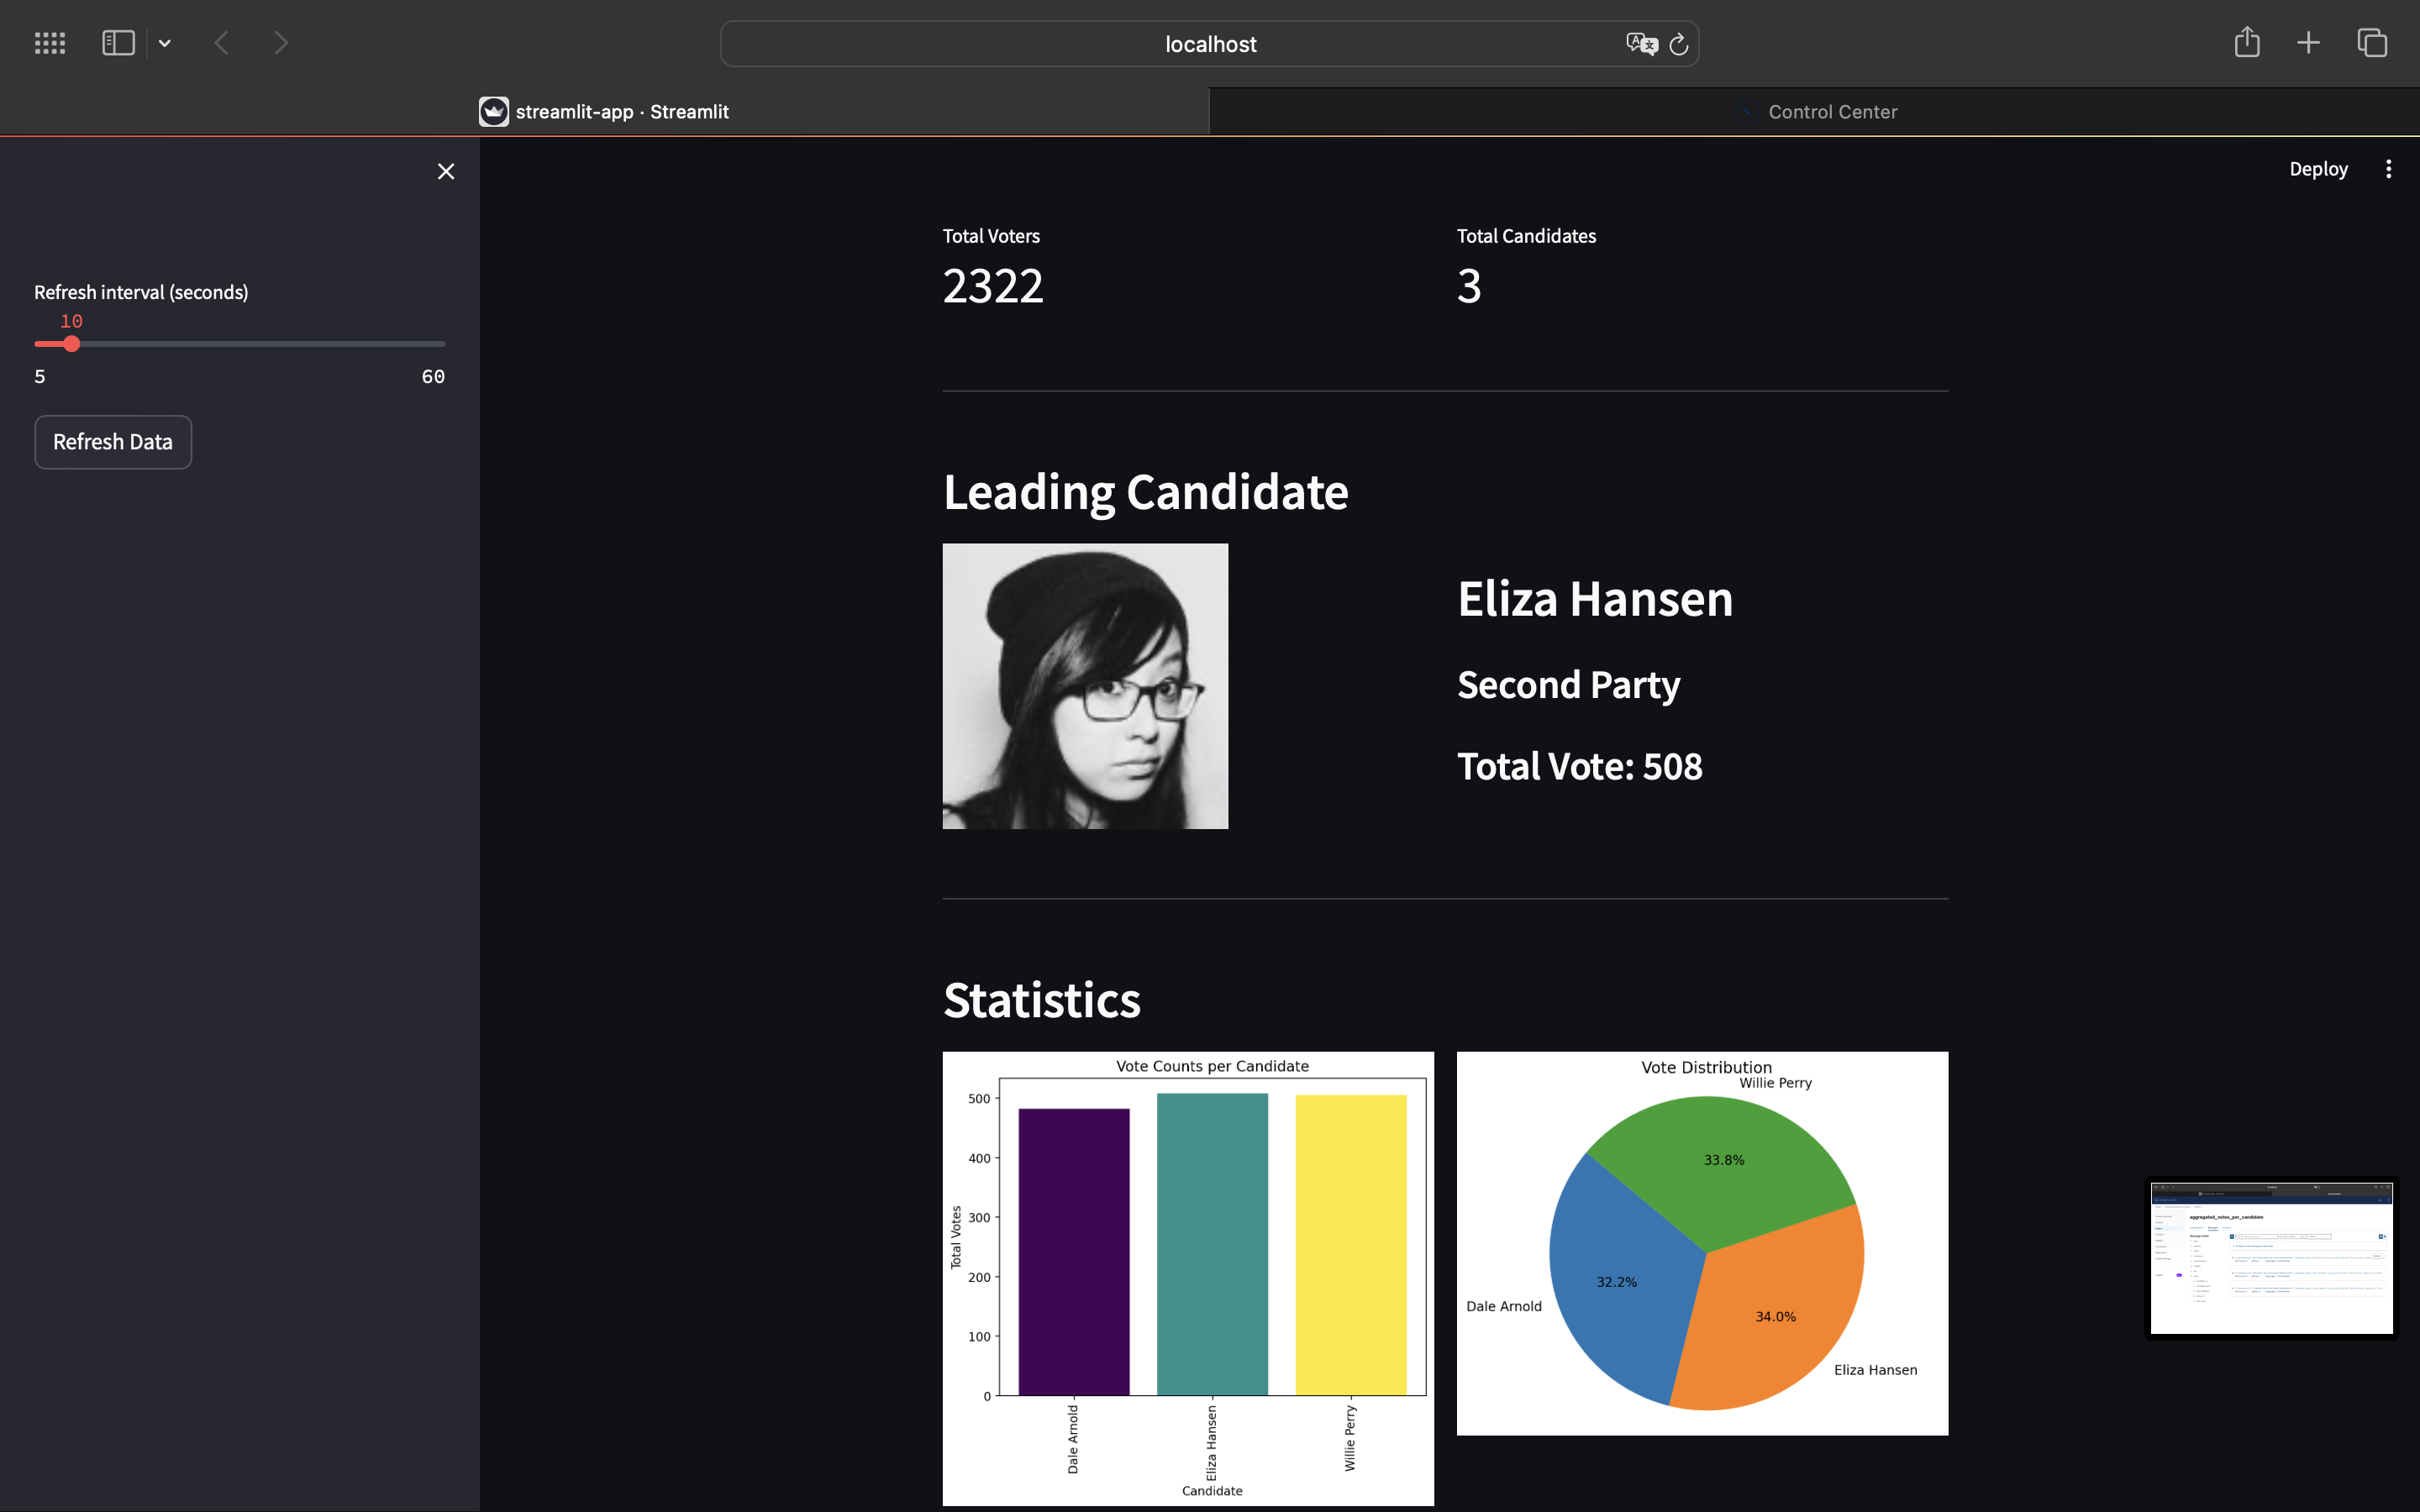 localhost
streamlit-app · Streamlit
Control Center
Deploy
Refresh interval (seconds)
10
5
60
Refresh Data
Total Voters
2322
Total Candidates
3
Leading Candidate
Eliza Hansen
Second Party
Total Vote: 508
Statistics
Vote Counts per Candidate
500
400
300
200
100
0
Total Votes
Dale Arnold
Eliza Hansen
Willie Perry
Candidate
Vote Distribution
Willie Perry
33.8%
32.2%
Dale Arnold
34.0%
Eliza Hansen
aggregated_votes_per_candidate